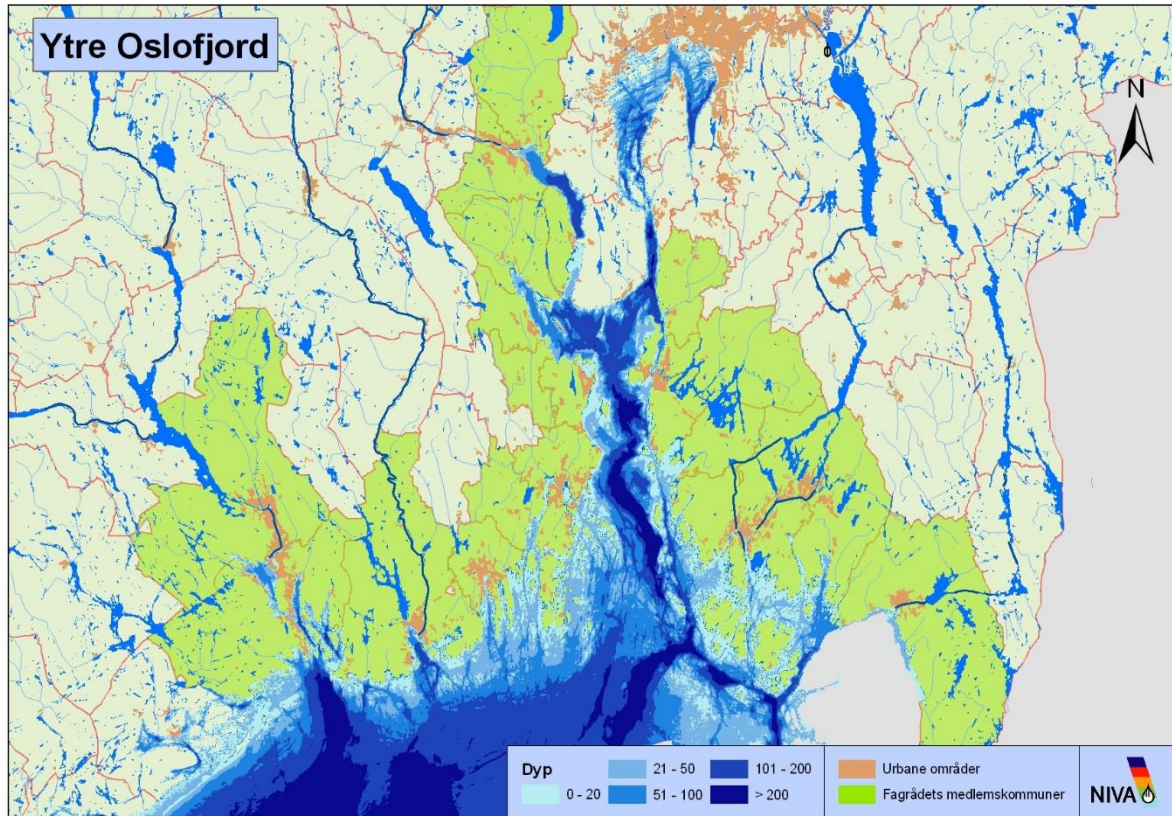 Ytre Oslofjord
N
Dyp
0 - 20
21 - 50
51 - 100
101 - 200
> 200
Urbane områder
Fagrådets medlemskommuner
NIVA